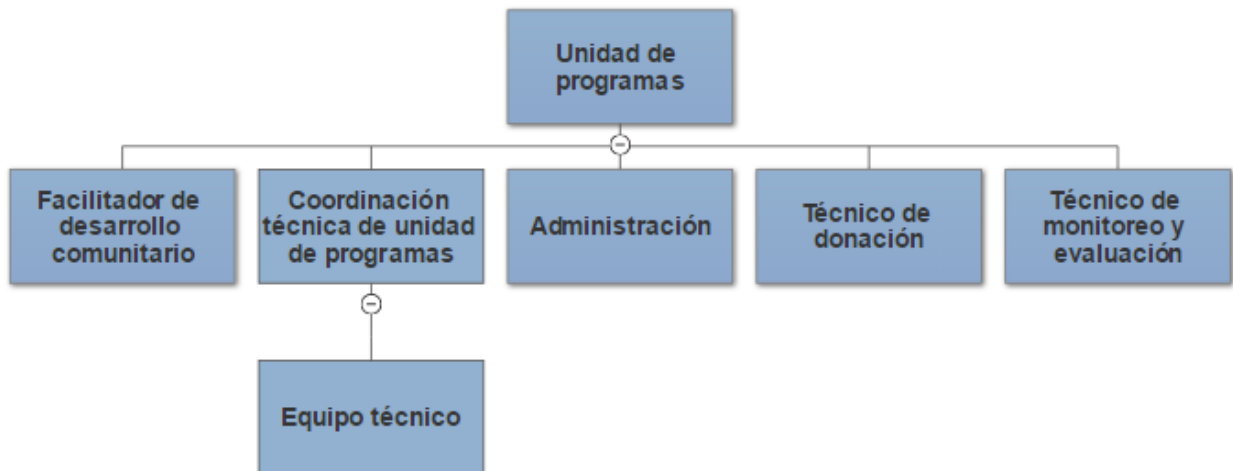 Unidad de
programas
Facilitador de
desarrollo
comunitario
Coordinación
técnica de unidad
de programas
Administración
Técnico de
donación
Técnico de
monitoreo y
evaluación
Equipo técnico